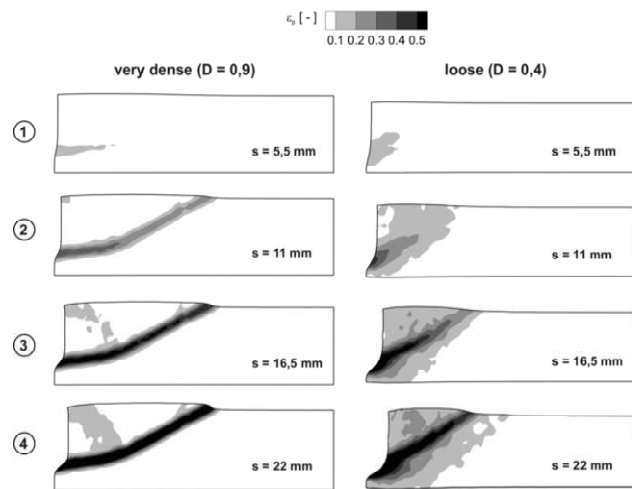 εp [ - ]
0.1 0.2 0.3 0.4 0.5
very dense (D = 0,9)
loose (D = 0,4)
1
s = 5,5 mm
s = 5,5 mm
2
s = 11 mm
s = 11 mm
3
s = 16,5 mm
s = 16,5 mm
4
s = 22 mm
s = 22 mm